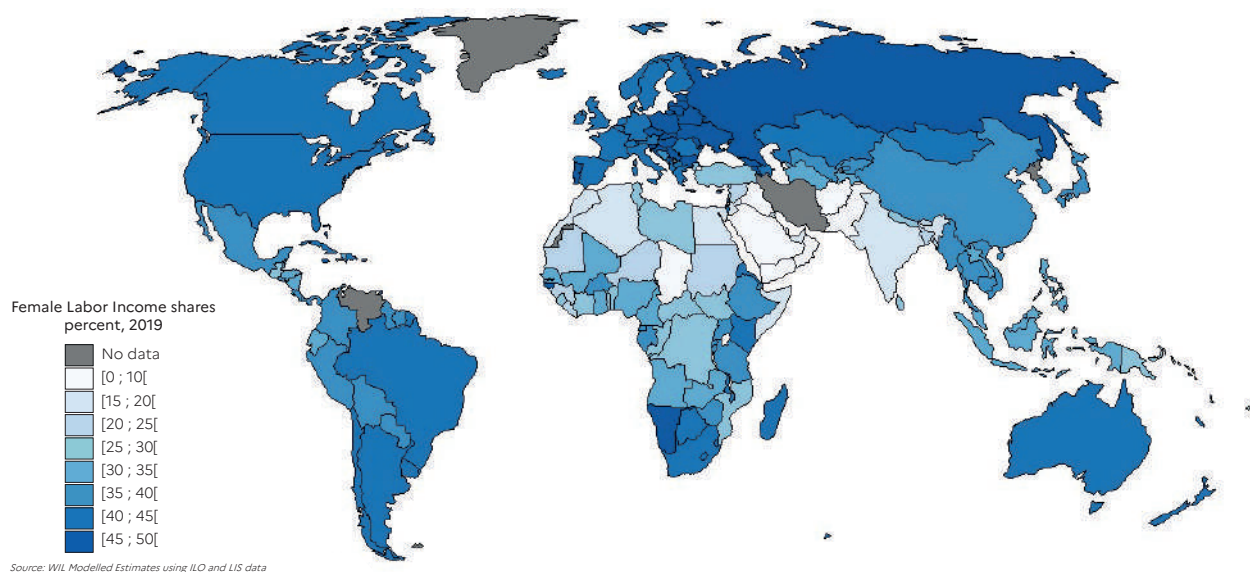 Female Labor Income shares
percent, 2019
No data
[0 ; 10[
[15 ; 20[
[20 ; 25[
[25 ; 30[
[30 ; 35[
[35 ; 40[
[40 ; 45[
[45 ; 50[
Source: WIL Modelled Estimates using ILO and LIS data